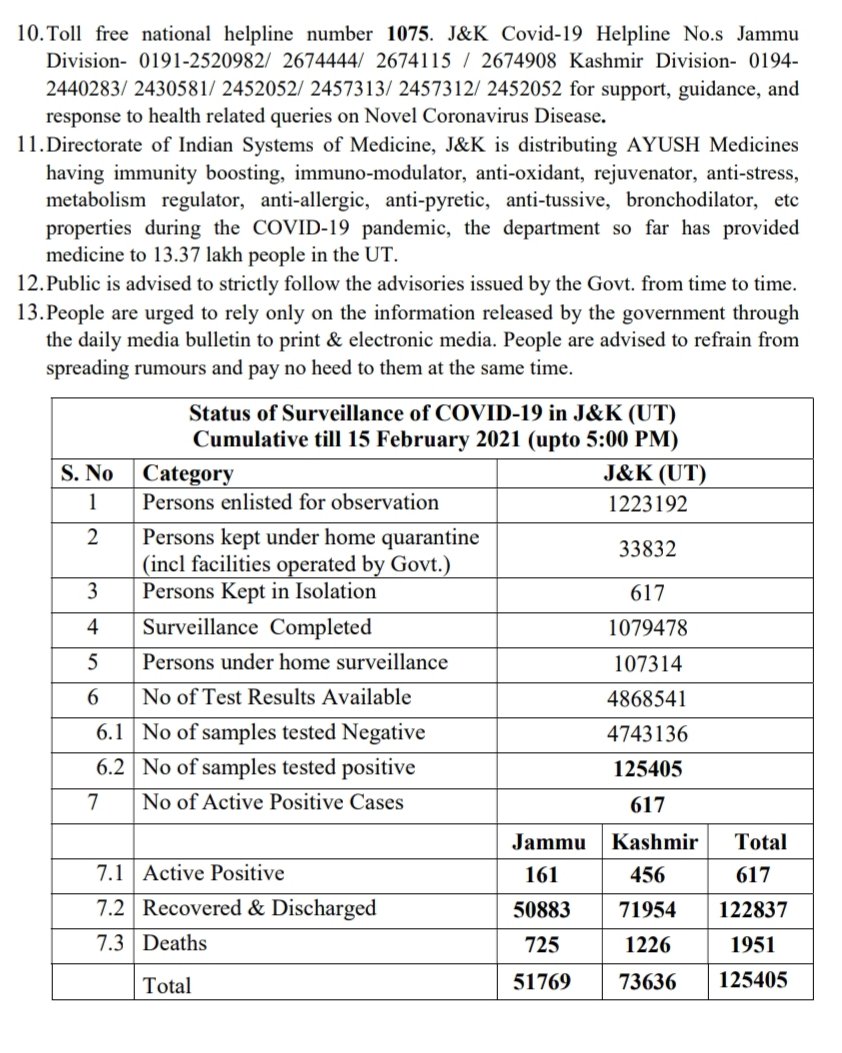 10. Toll free national helpline number 1075. J&K Covid-19 Helpline No.s Jammu
Division- 0191-2520982/ 2674444/ 2674115 / 2674908 Kashmir Division- 0194-
2440283/ 2430581/ 2452052/ 2457313/ 2457312/ 2452052 for support, guidance, and
response to health related queries on Novel Coronavirus Disease.
11. Directorate of Indian Systems of Medicine, J&K is distributing AYUSH Medicines
having immunity boosting, immuno-modulator, anti-oxidant, rejuvenator, anti-stress,
metabolism regulator, anti-allergic, anti-pyretic, anti-tussive, bronchodilator, etc
properties during the COVID-19 pandemic, the department so far has provided
medicine to 13.37 lakh people in the UT.
12. Public is advised to strictly follow the advisories issued by the Govt. from time to time.
13. People are urged to rely only on the information released by the government through
the daily media bulletin to print & electronic media. People are advised to refrain from
spreading rumours and pay no heed to them at the same time.
Status of Surveillance of COVID-19 in J&K (UT)
Cumulative till 15 February 2021 (upto 5:00 PM)
S. No Category J&K (UT)
1 Persons enlisted for observation 1223192
2 Persons kept under home quarantine
(incl facilities operated by Govt.) 33832
3 Persons Kept in Isolation 617
4 Surveillance Completed 1079478
5 Persons under home surveillance 107314
6 No of Test Results Available 4868541
6.1 No of samples tested Negative 4743136
6.2 No of samples tested positive 125405
7 No of Active Positive Cases 617
Jammu Kashmir Total
7.1 Active Positive 161 456 617
7.2 Recovered & Discharged 50883 71954 122837
7.3 Deaths 725 1226 1951
Total 51769 73636 125405